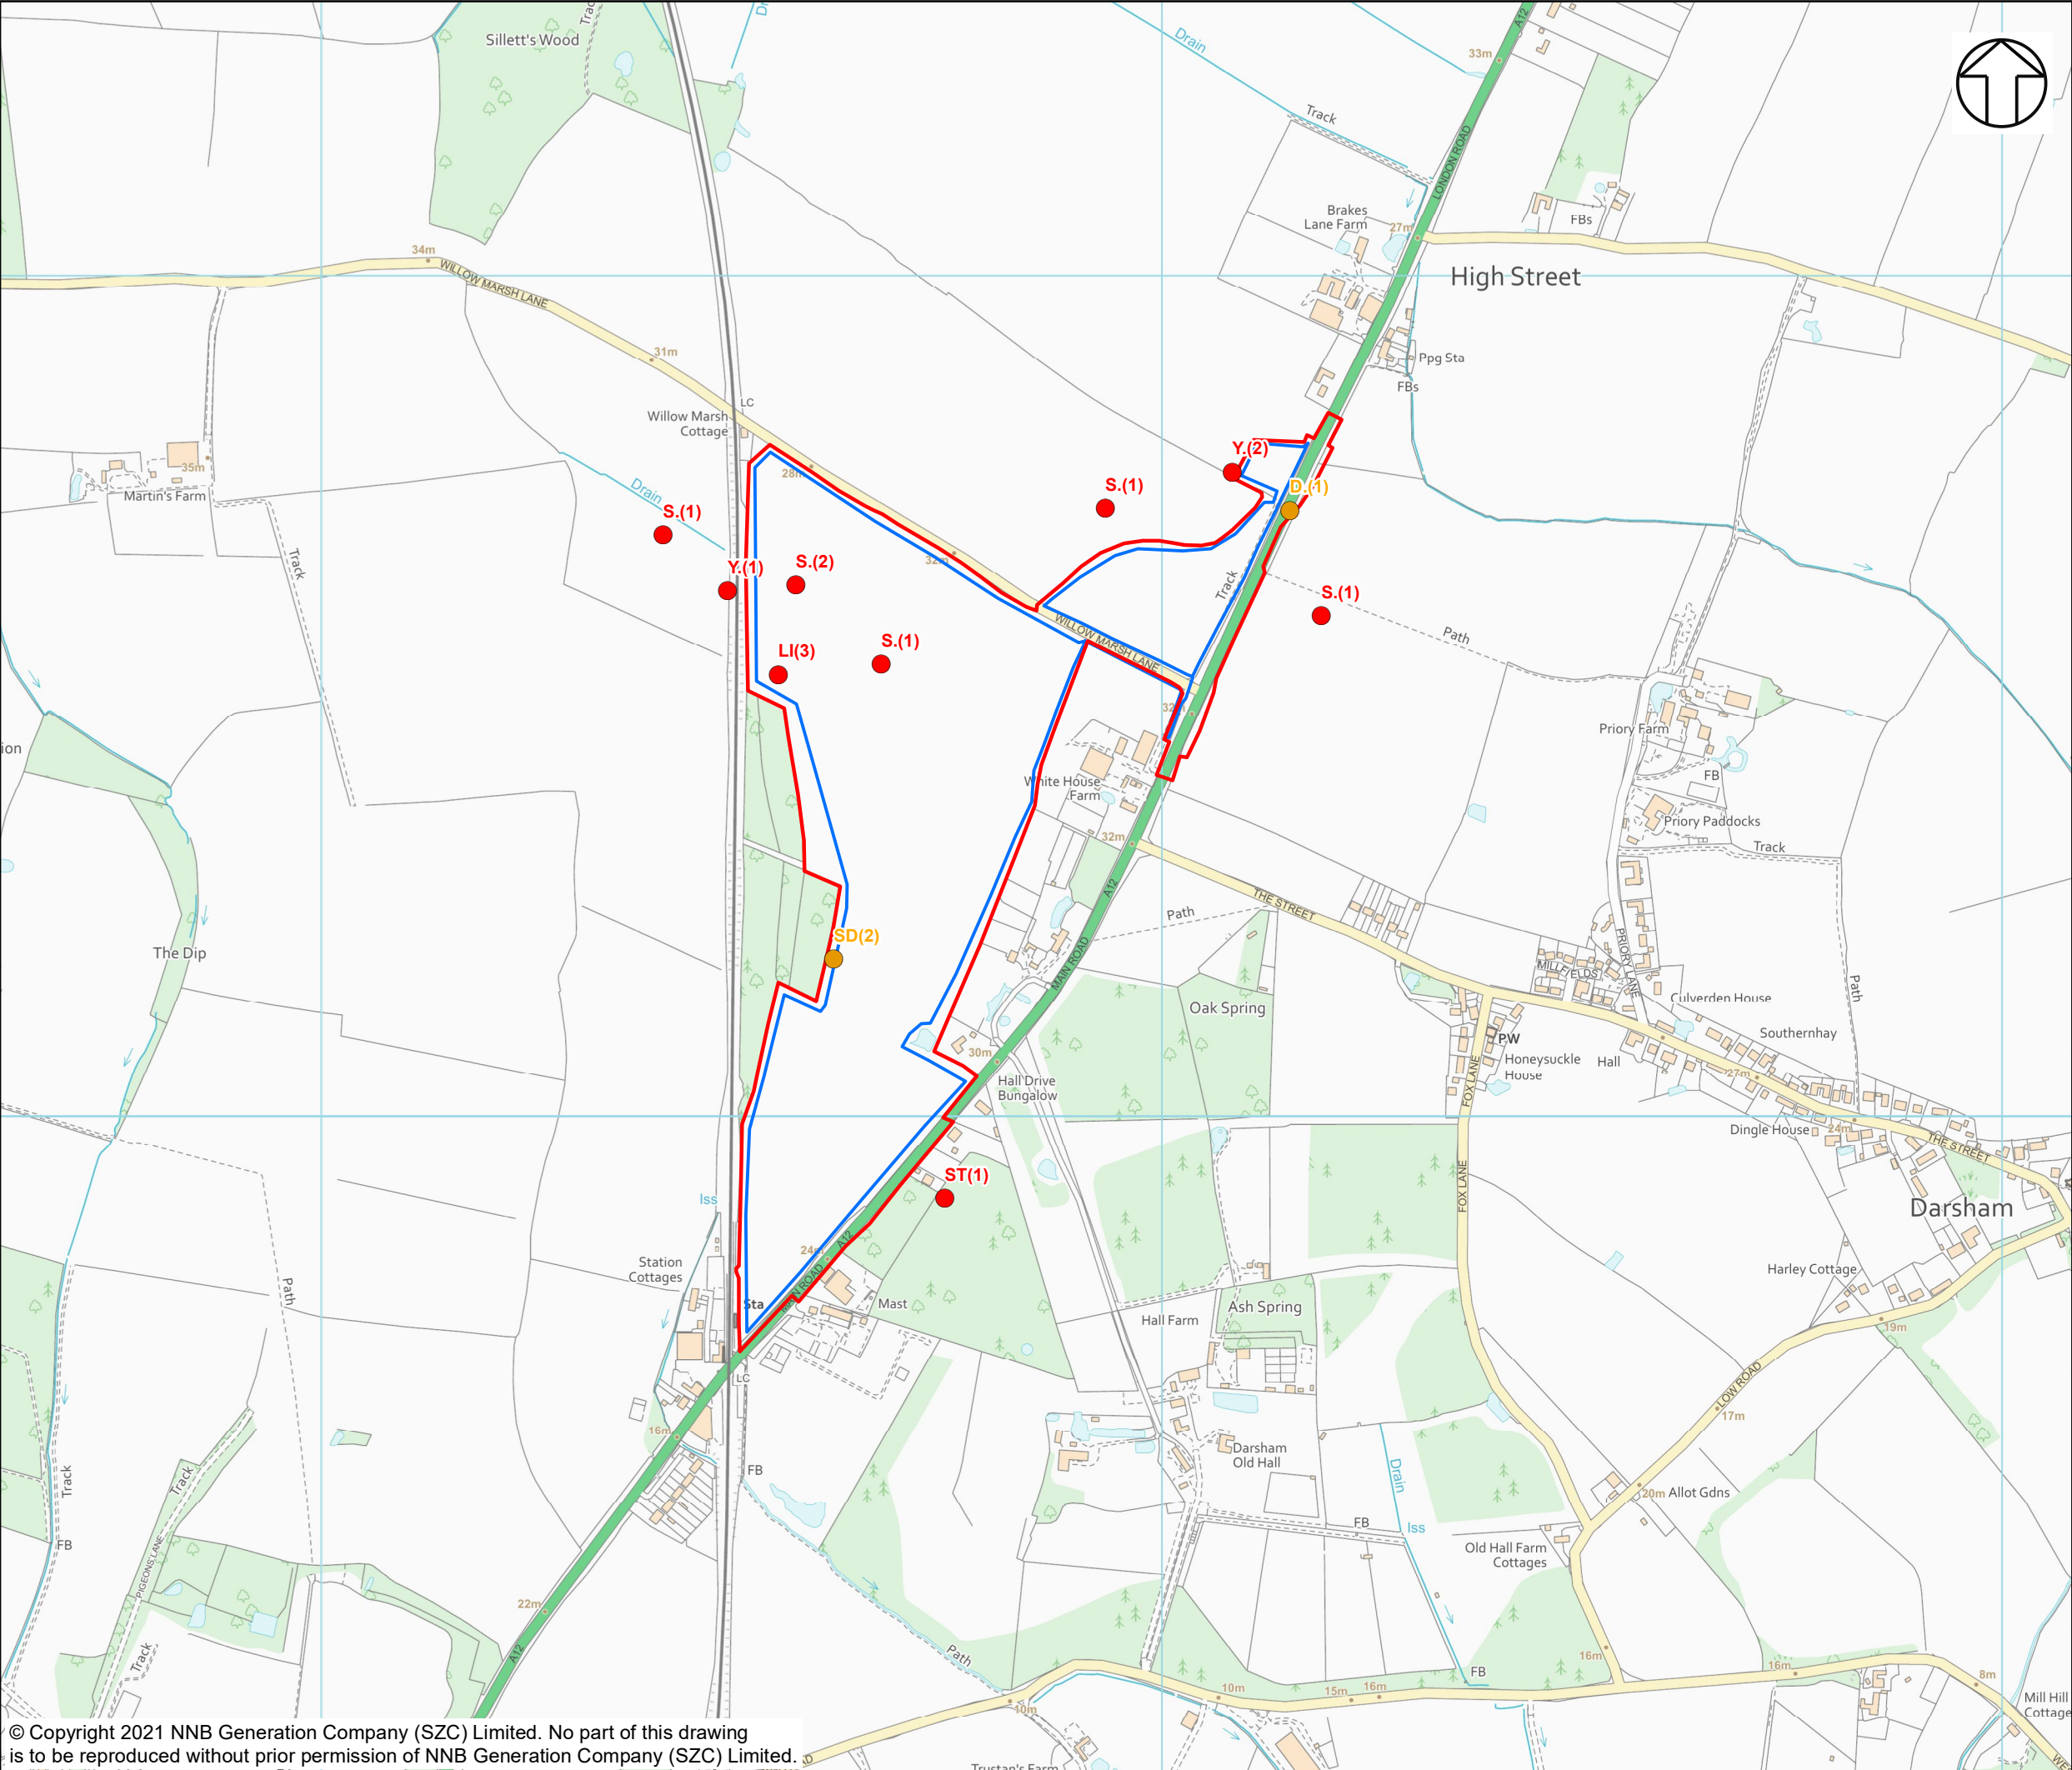 Sillett's Wood
Drain
Track
33m
A12
LONDON ROAD
Brakes
Lane Farm
27m
FBs
High Street
34m
WILLOW MARSH LANE
31m
Ppg Sta
FBs
LC
Willow Marsh
Cottage
35m
Martin's Farm
28m
Drain
Y.(2)
S.(1)
D.(1)
S.(1)
Track
32m
Y.(1)
S.(2)
Track
S.(1)
Path
WILLOW MARSH LANE
LI(3)
S.(1)
32m
Priory Farm
FB
White House
Farm
Priory Paddocks
Track
32m
A12
THE STREET
Path
SD(2)
The Dip
MAIN ROAD
PRIORY LANE
MILLFIELDS
Path
Oak Spring
Culverden House
Southernhay
PW
Honeysuckle
House
Hall
27m
30m
Hall Drive
Bungalow
FOX LANE
Dingle House
24m
THE STREET
ST(1)
Iss
FOX LANE
Darsham
24m
A12
Station
Cottages
MAIN ROAD
Harley Cottage
Path
Sta
Mast
Ash Spring
Hall Farm
19m
LC
LOW ROAD
17m
16m
Darsham
Old Hall
Track
Track
FB
Drain
20m
Allot Gdns
FB
Iss
FB
PIGEONS LANE
Old Hall Farm
Cottages
22m
A12
Track
Path
FB
16m
16m
8m
10m
15m
16m
10m
Mill Hill
Cottage
Trustan's Farm
© Copyright 2021 NNB Generation Company (SZC) Limited. No part of this drawing
is to be reproduced without prior permission of NNB Generation Company (SZC) Limited.